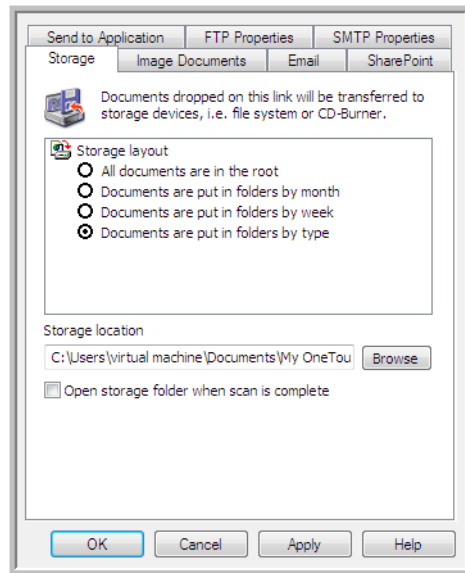 Send to Application
FTP Properties
SMTP Properties
Storage
Image Documents
Email
SharePoint
Documents dropped on this link will be transferred to
storage devices, i.e. file system or CD-Burner.
Storage layout
All documents are in the root
Documents are put in folders by month
Documents are put in folders by week
Documents are put in folders by type
Storage location
C:\Users\virtual machine\Documents\My OneTou
Browse
Open storage folder when scan is complete
OK
Cancel
Apply
Help